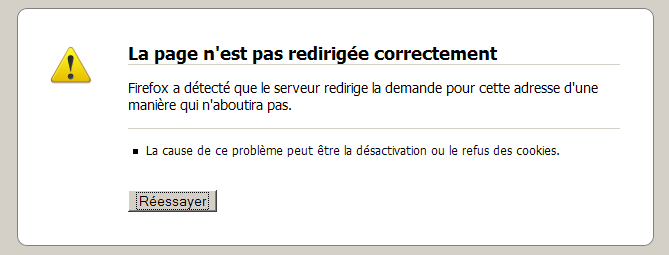 La page n'est pas redirigée correctement
Firefox a détecté que le serveur redirige la demande pour cette adresse d'une
manière qui n'aboutira pas.
La cause de ce problème peut être la désactivation ou le refus des cookies.
Réessayer